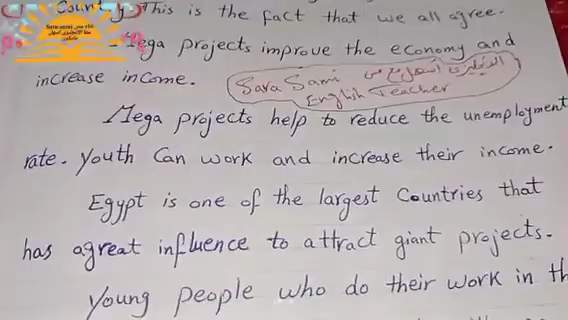 Country. This is the fact that we all agree.
Mega projects improve the economy and
increase income.
Sara Sami
English Teacher
Mega projects help to reduce the unemployment
rate. Youth Can work and increase their income.
Egypt is one of the largest Countries that
has a great influence to attract giant projects.
Young people who do their work in th